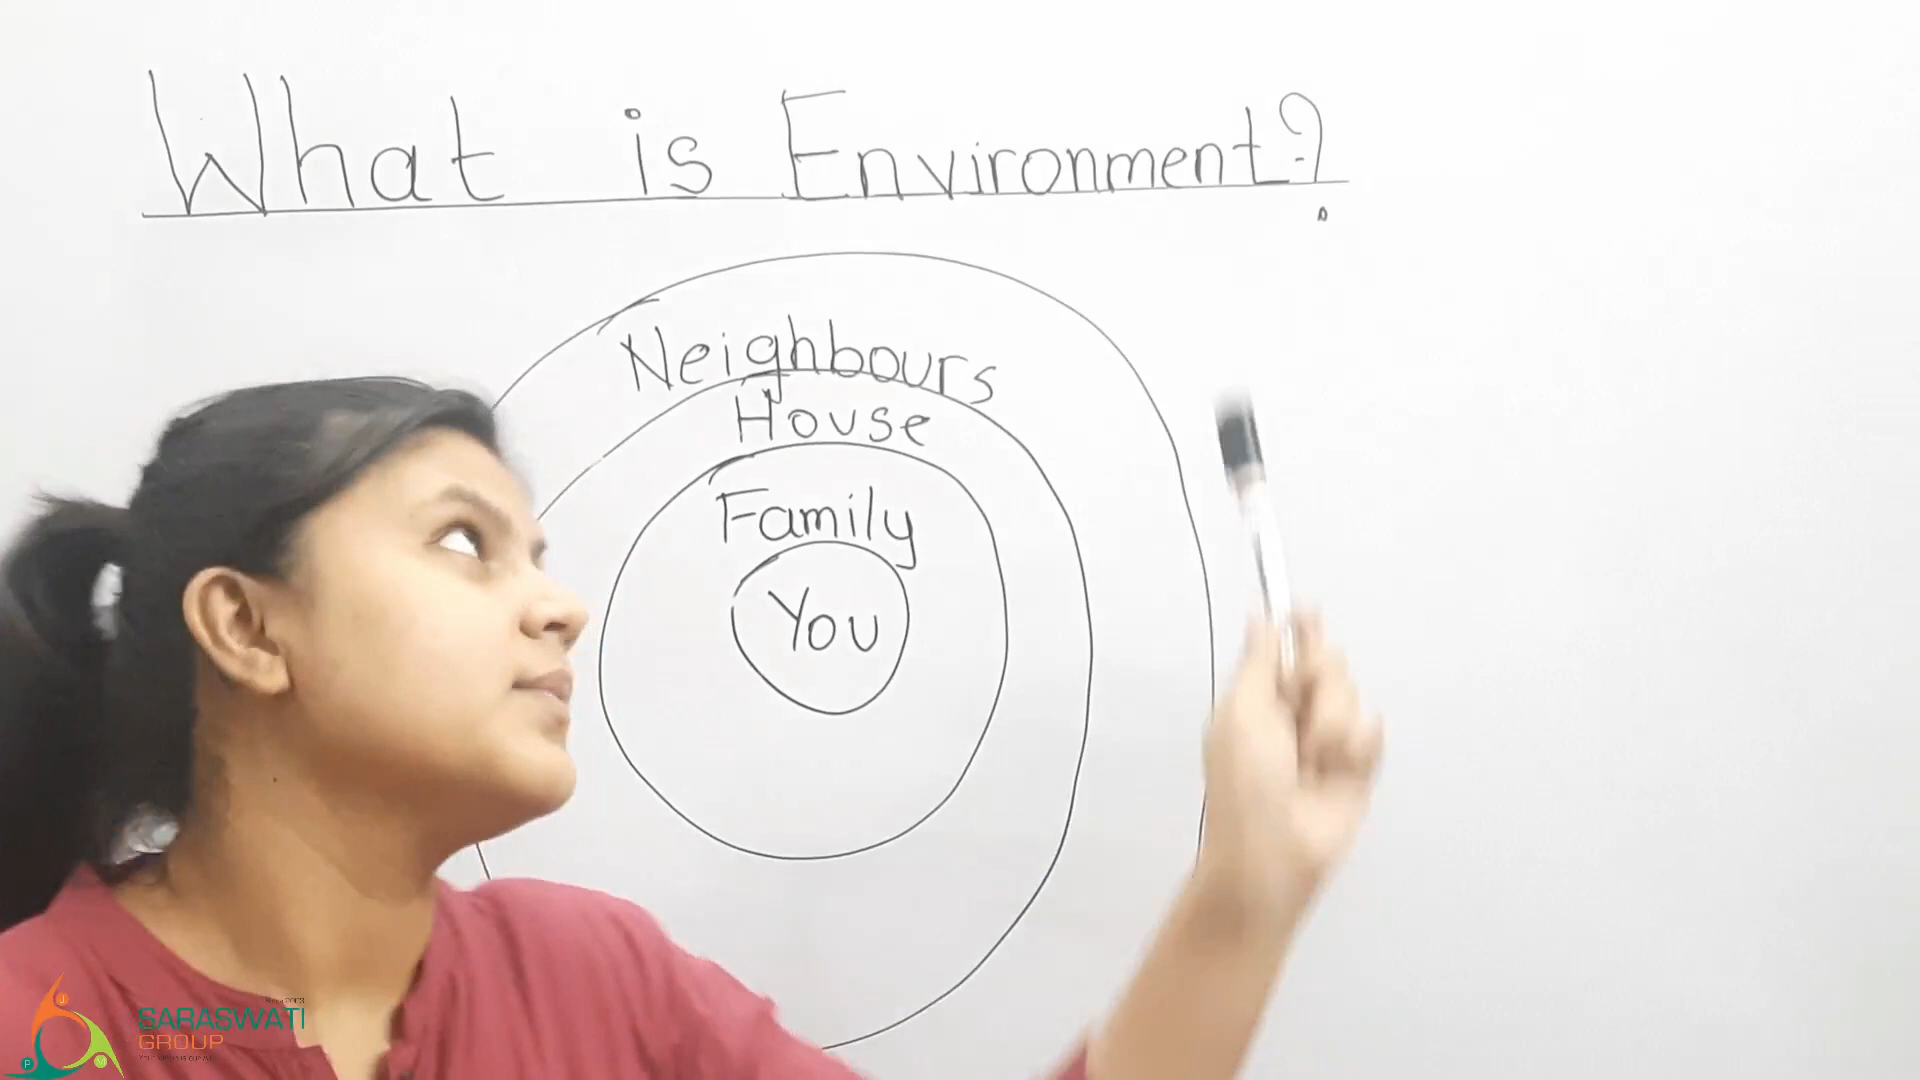 What is Environment?
Neighbours
House
Family
You
SARASWATI
GROUP